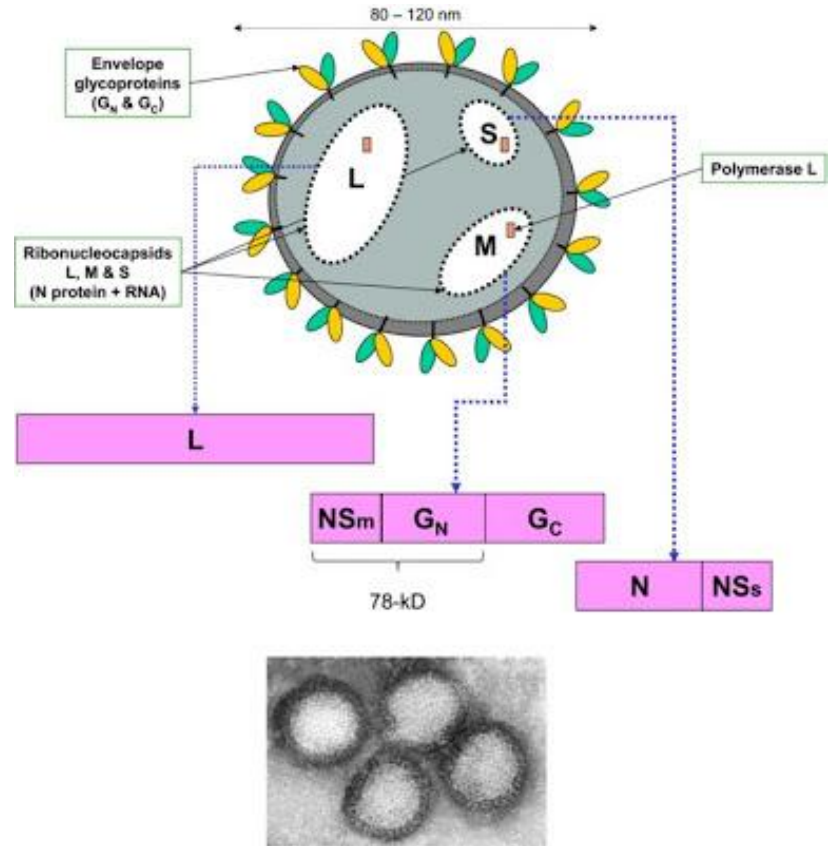 80 – 120 nm
Envelope
glycoproteins
(GN & GC)
S
L
Polymerase L
M
Ribonucleocapsids
L, M & S
(N protein + RNA)
L
NSm GN GC
78-kD
N NSs